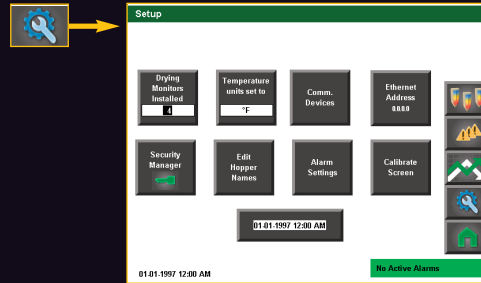 Setup
Drying
Monitors
Installed
4
Temperature
units set to
°F
Comm.
Devices
Ethernet
Address
0.0.0.0
Security
Manager
Edit
Hopper
Names
Alarm
Settings
Calibrate
Screen
01-01-1997 12:00 AM
01-01-1997 12:00 AM
No Active Alarms